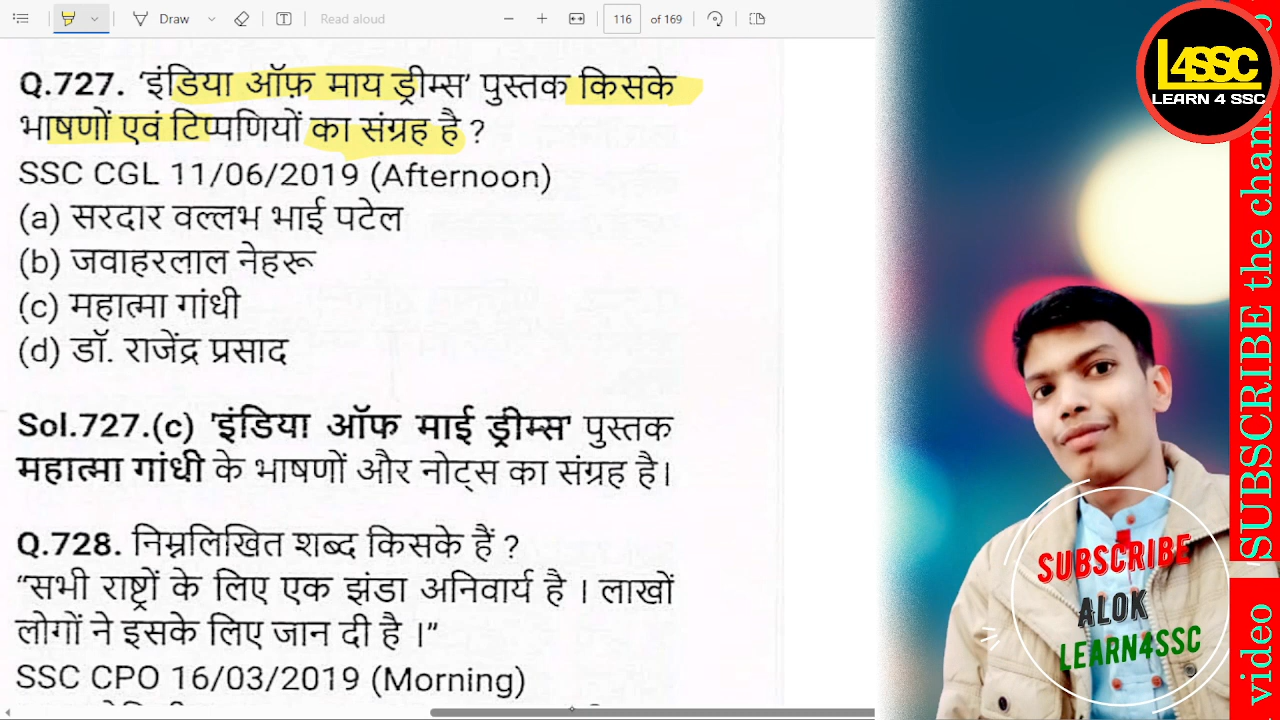 Draw
Read aloud
116 of 169
Q.727. 'इंडिया ऑफ़ माय ड्रीम्स' पुस्तक किसके
भाषणों एवं टिप्पणियों का संग्रह है ?
SSC CGL 11/06/2019 (Afternoon)
(a) सरदार वल्लभ भाई पटेल
(b) जवाहरलाल नेहरू
(c) महात्मा गांधी
(d) डॉ. राजेंद्र प्रसाद
Sol.727.(c) 'इंडिया ऑफ माई ड्रीम्स' पुस्तक
महात्मा गांधी के भाषणों और नोट्स का संग्रह है।
Q.728. निम्नलिखित शब्द किसके हैं ?
“सभी राष्ट्रों के लिए एक झंडा अनिवार्य है । लाखों
लोगों ने इसके लिए जान दी है ।”
SSC CPO 16/03/2019 (Morning)
L4SSC
LEARN 4 SSC
SUBSCRIBE
ALOK
LEARN4SSC
video SUBSCRIBE the chan